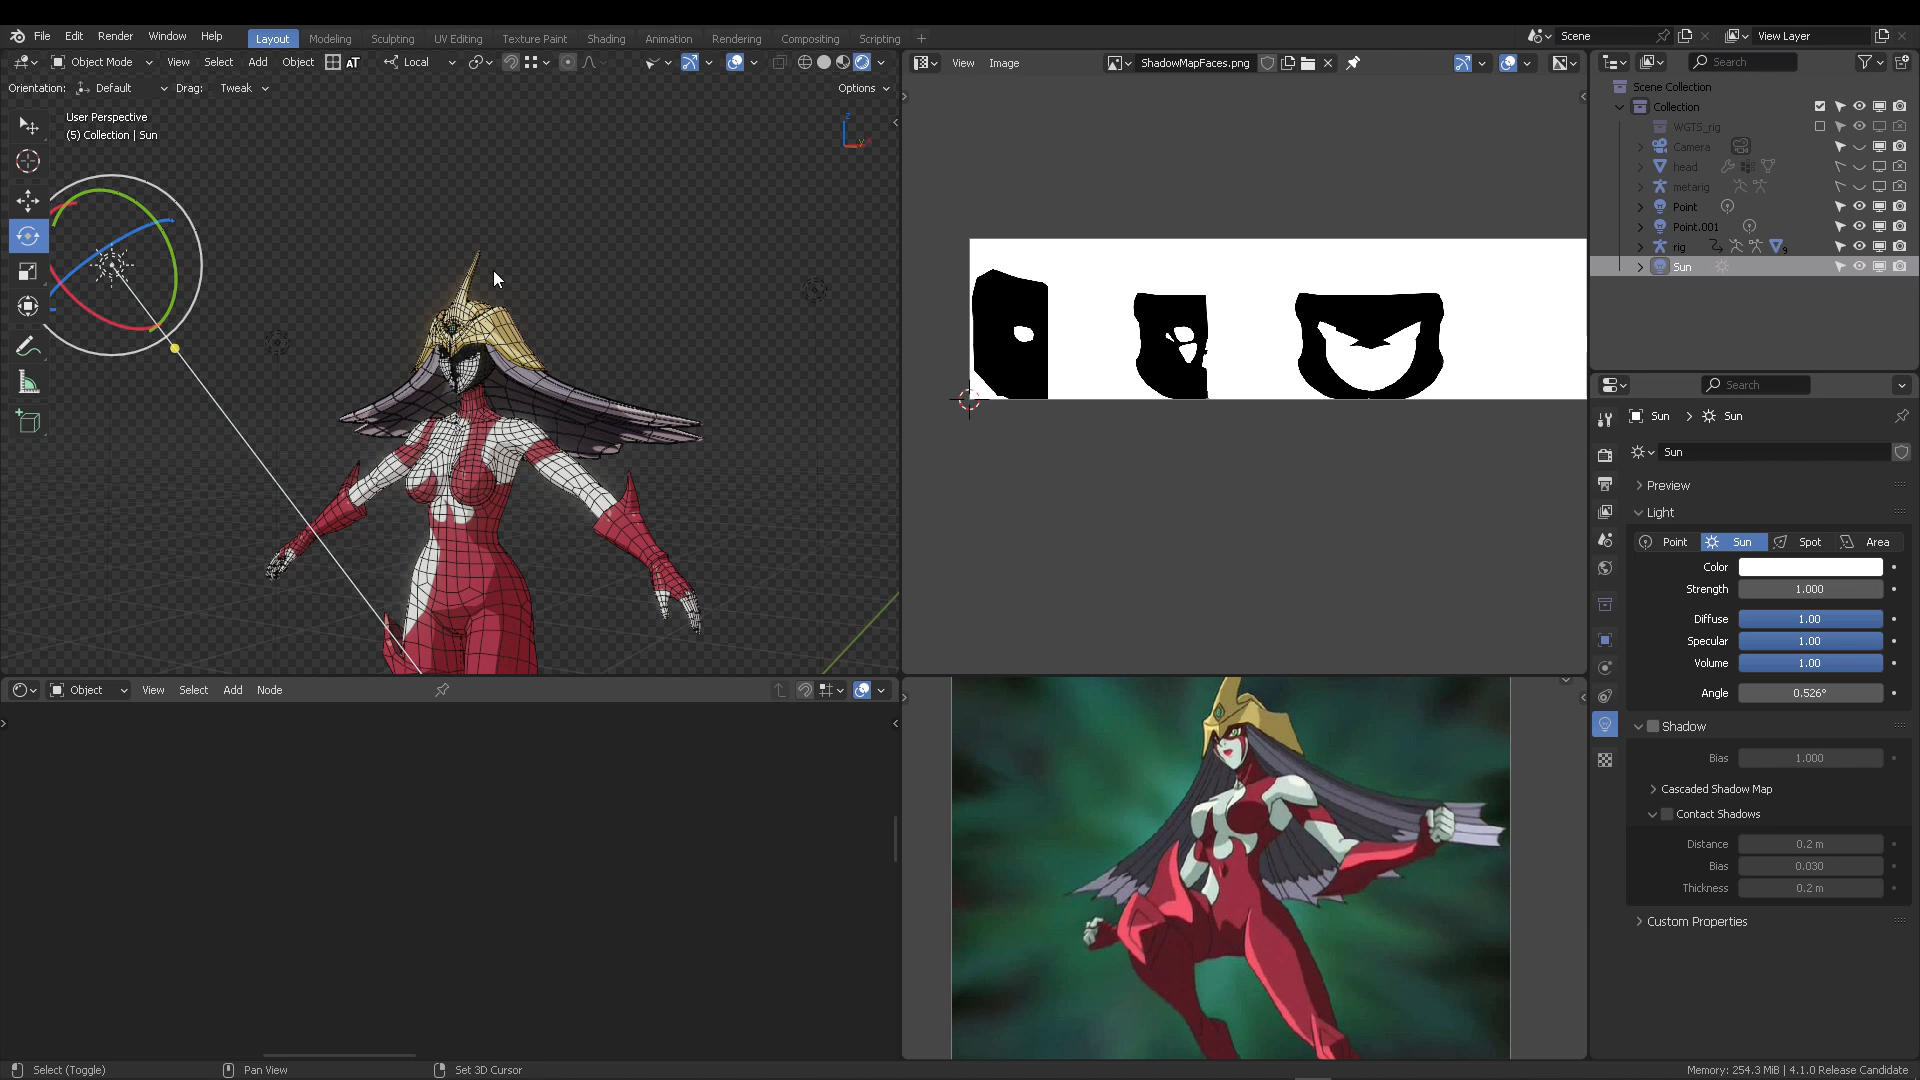 File Edit Render Window Help Layout Modeling Sculpting UV Editing Texture Paint Shading Animation Rendering Compositing Scripting + Scene View Layer
Object Mode View Select Add Object AT Local
Orientation: Default Drag: Tweak Options
User Perspective
(5) Collection | Sun
Z
View Image ShadowMapFaces.png
Search
Scene Collection
Collection
WGTS_rig
Camera
head
metarig
Point
Point.001
rig 9
Sun
Search
Sun > Sun
Sun
Preview
Light
Point Sun Spot Area
Color
Strength 1.000
Diffuse 1.00
Specular 1.00
Volume 1.00
Angle 0.526°
Shadow
Bias 1.000
Cascaded Shadow Map
Contact Shadows
Distance 0.2 m
Bias 0.030
Thickness 0.2 m
Custom Properties
Object View Select Add Node
Select (Toggle) Pan View Set 3D Cursor Memory: 254.3 MiB | 4.1.0 Release Candidate